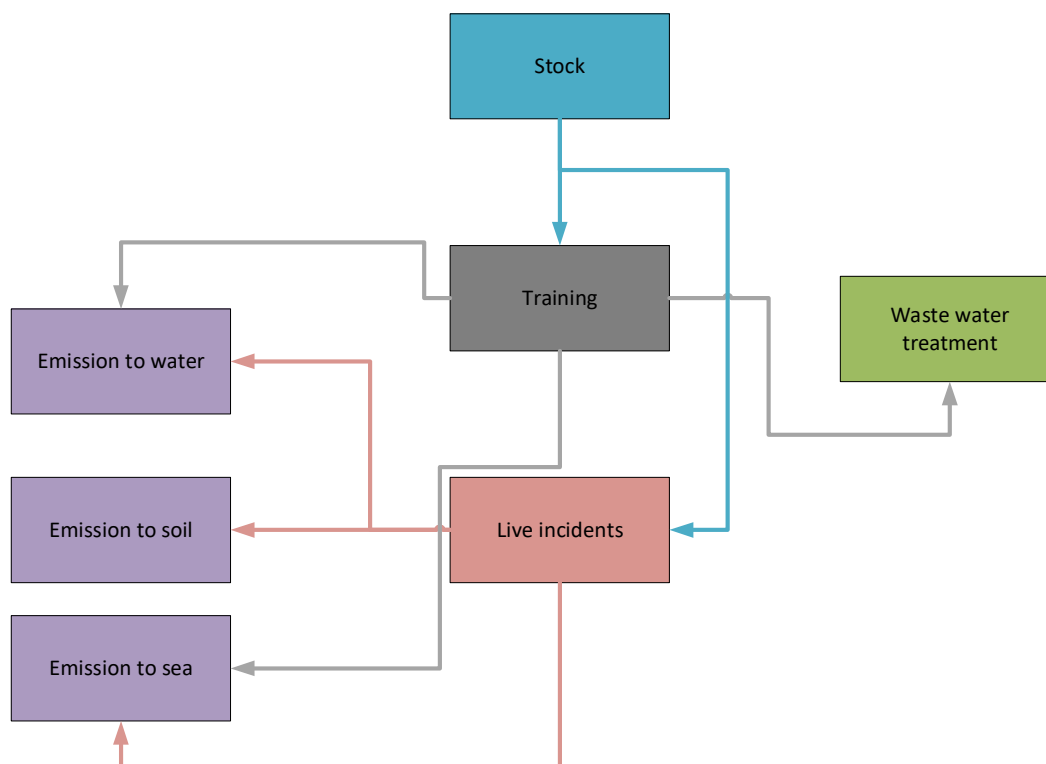 Stock
Training
Waste water
treatment
Emission to water
Emission to soil
Live incidents
Emission to sea